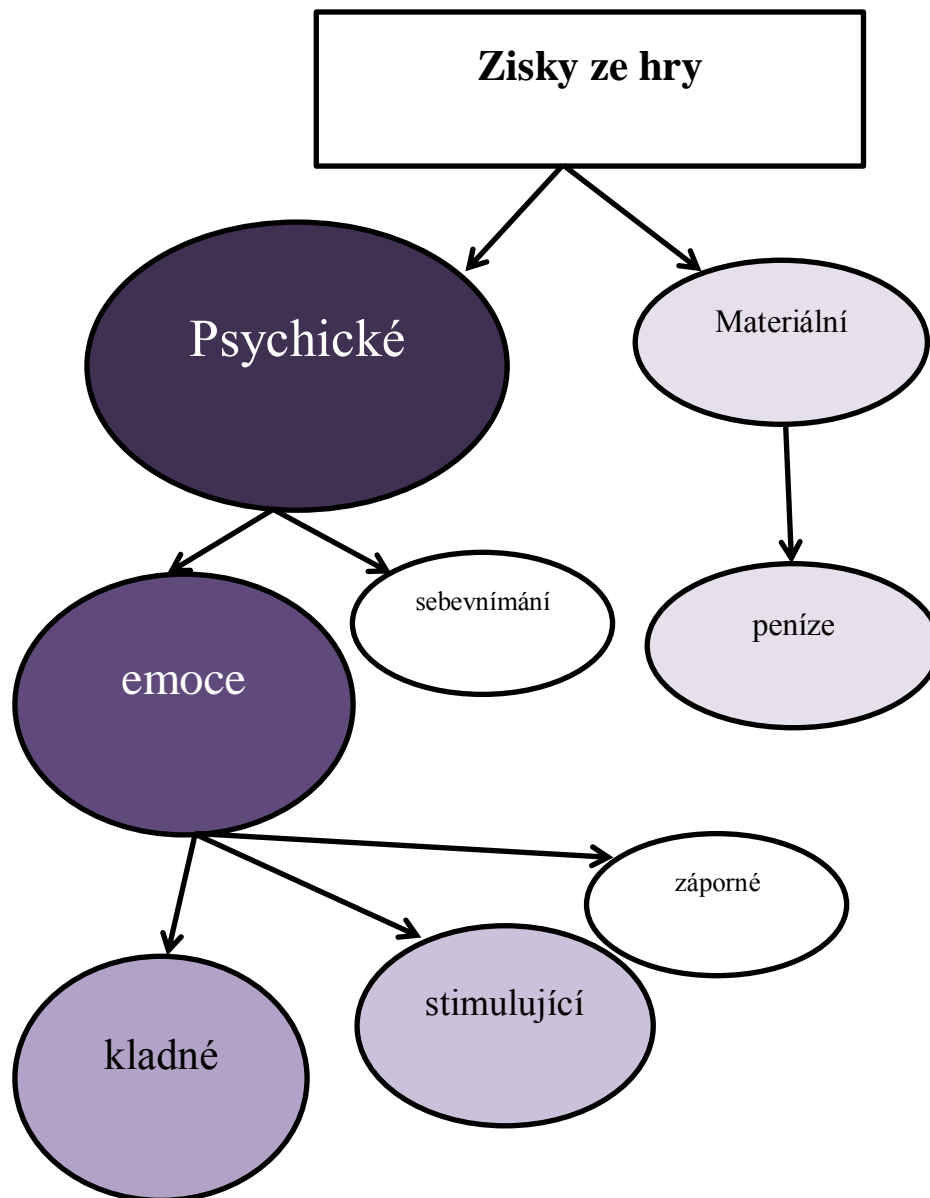 Zisky ze hry
Psychické
Materiální
sebevnímání
peníze
emoce
záporné
stimulující
kladné